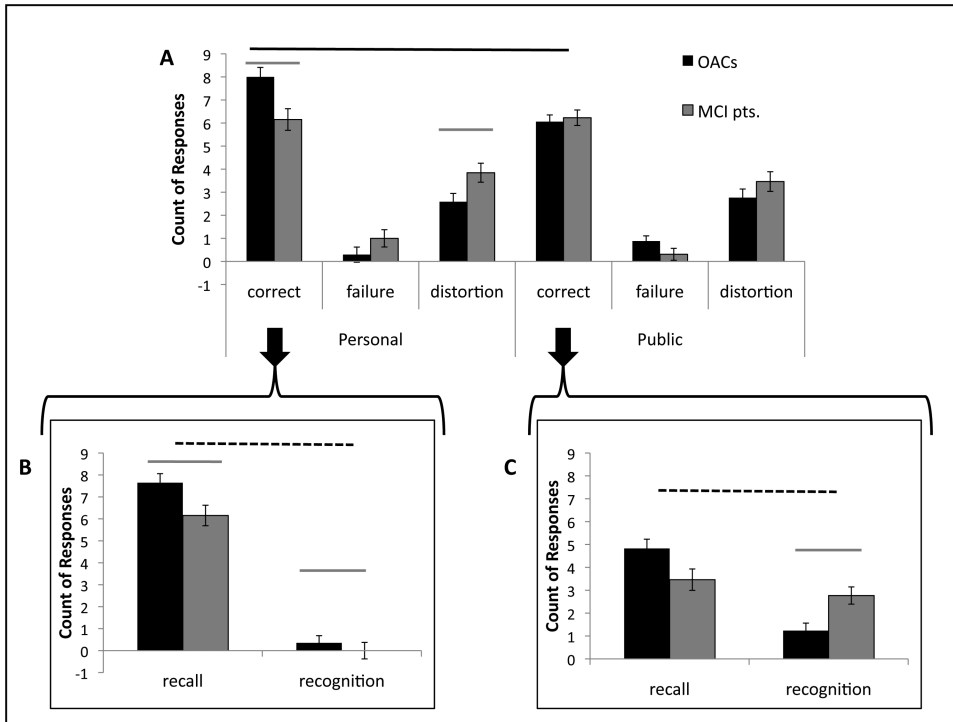 A
Count of Responses
9
8
7
6
5
4
3
2
1
0
-1
OACs
MCI pts.
correct failure distortion correct failure distortion
Personal Public
B
Count of Responses
9
8
7
6
5
4
3
2
1
0
-1
recall recognition
C
Count of Responses
9
8
7
6
5
4
3
2
1
0
recall recognition